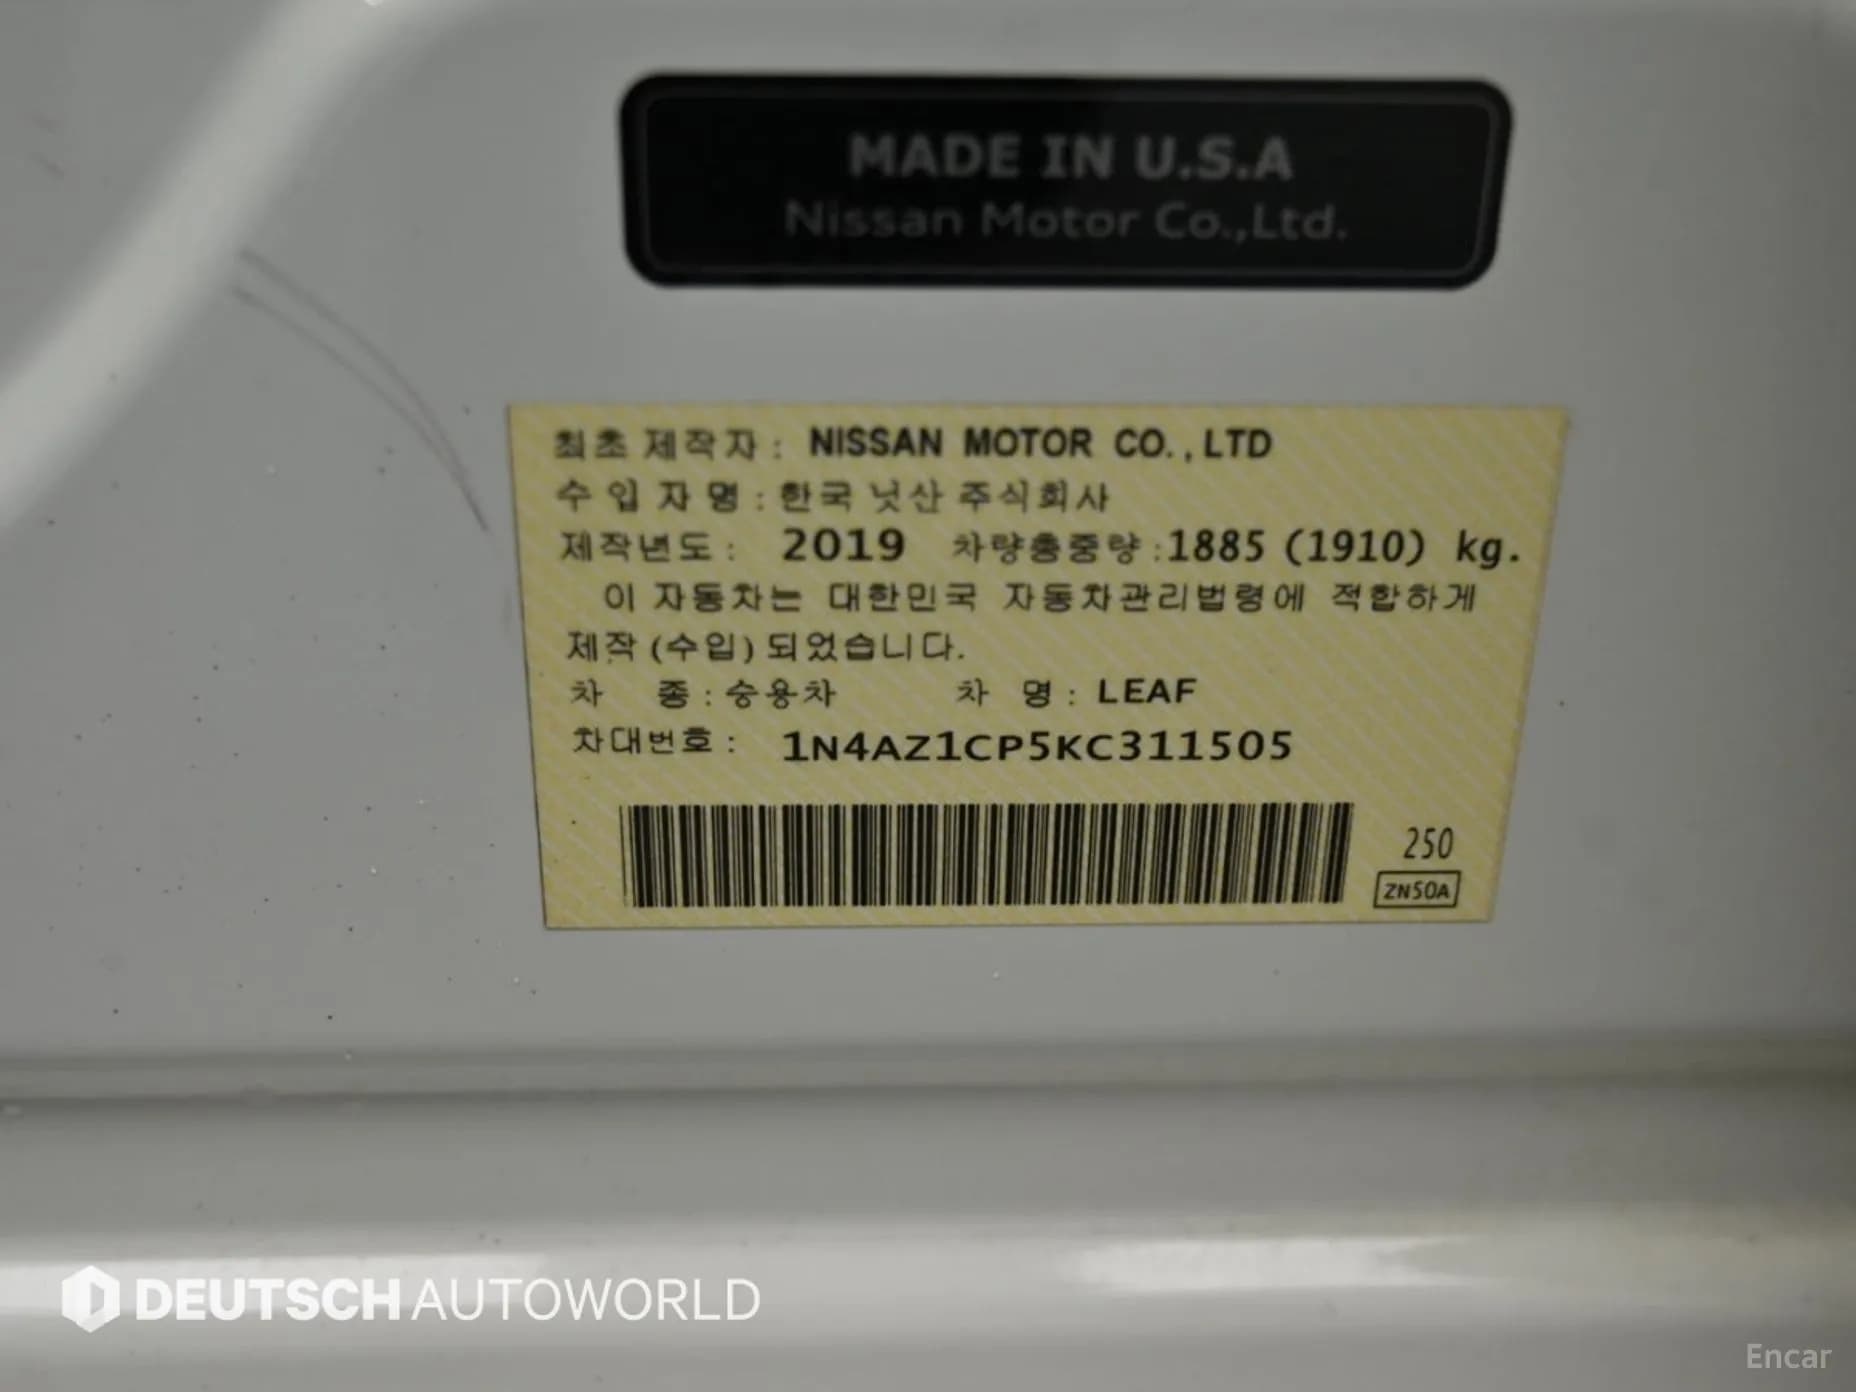 MADE IN U.S.A
Nissan Motor Co.,Ltd.
최초 제작자 : NISSAN MOTOR CO., LTD
수 입 자 명 : 한국 닛산 주식회사
제작년도 : 2019 차량총중량 : 1885 (1910) kg.
이 자동차는 대한민국 자동차관리법령에 적합하게
제작 (수입) 되었습니다.
차 종 : 승용차 차 명 : LEAF
차대번호 : 1N4AZ1CP5KC311505
250
ZN50A
DEUTSCH AUTOWORLD
Encar